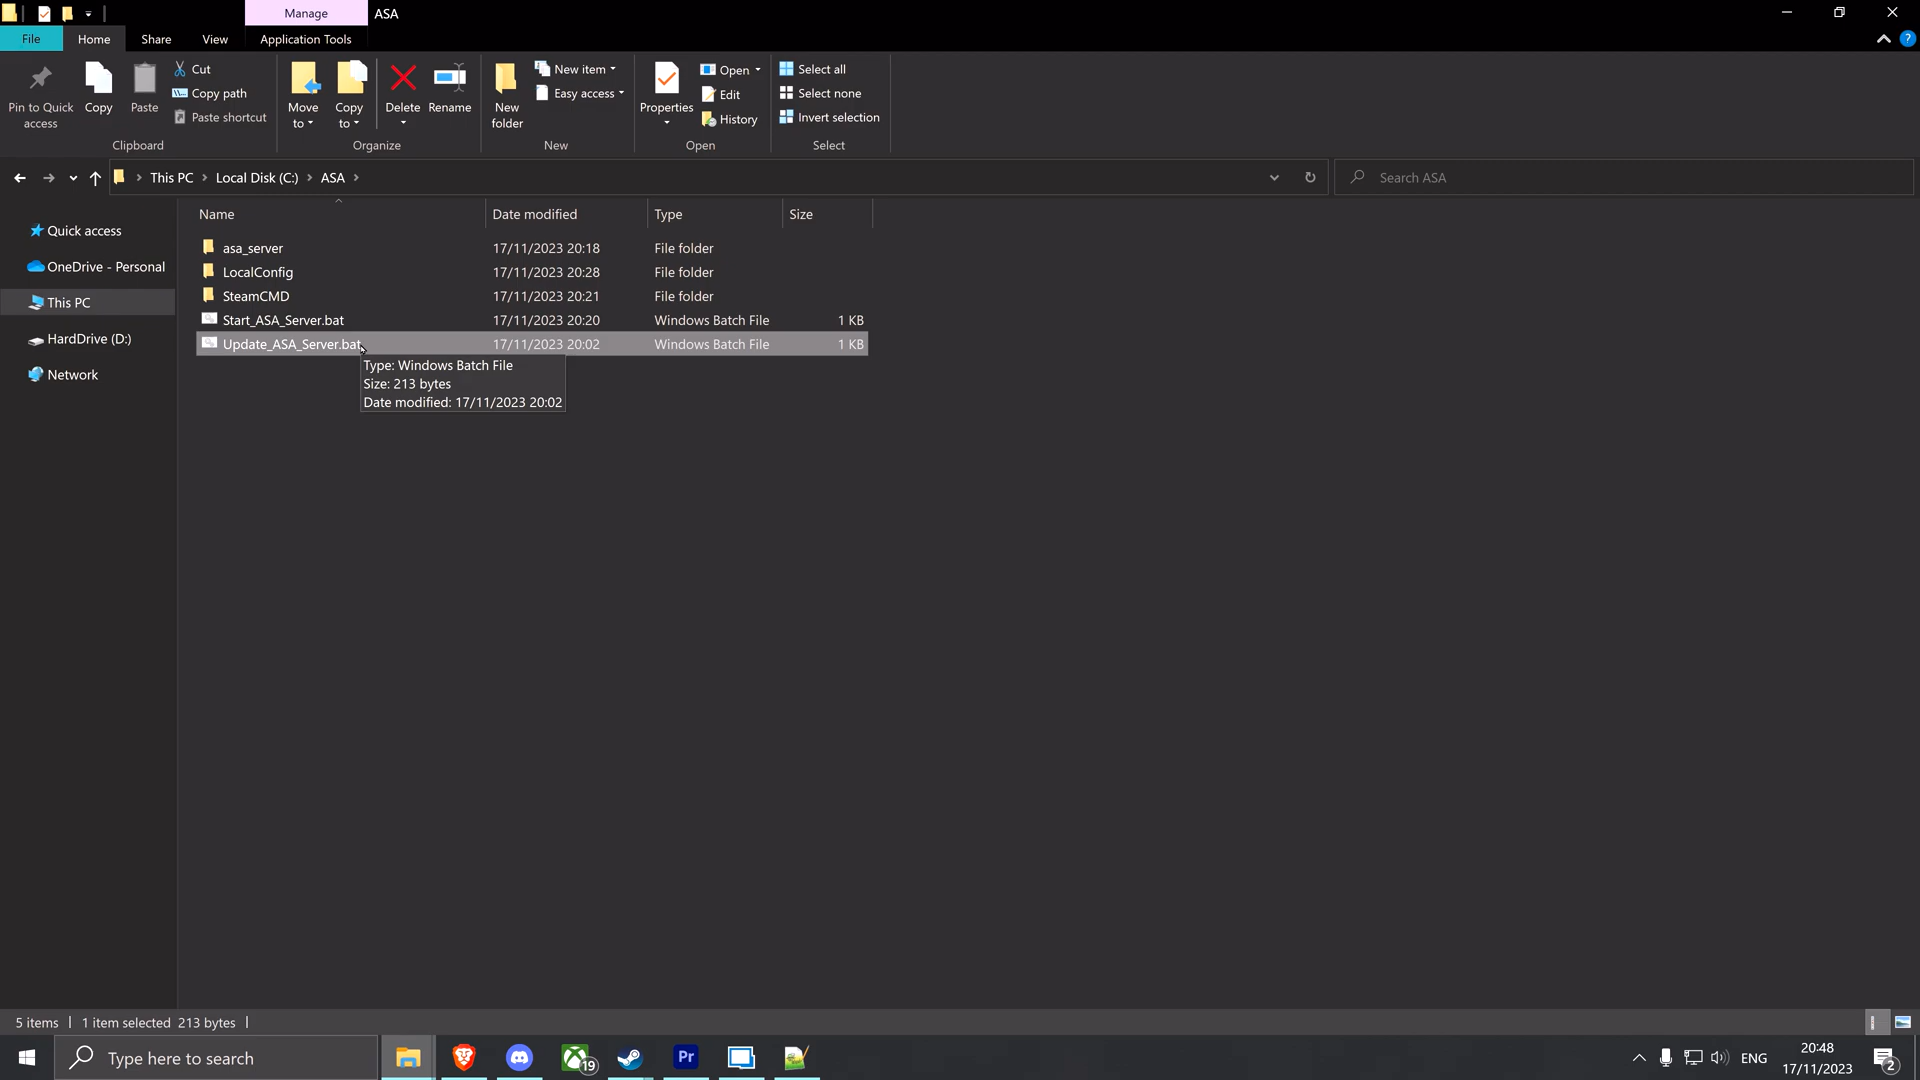 Manage
ASA
File
Home
Share
View
Application Tools
?
Pin to Quick
access
Copy
Paste
Cut
Copy path
Paste shortcut
Clipboard
Move
to
Copy
to
Delete
Rename
Organize
New
folder
New item
Easy access
New
Properties
Open
Edit
History
Open
Select all
Select none
Invert selection
Select
This PC
Local Disk (C:)
ASA
Search ASA
Quick access
OneDrive - Personal
This PC
HardDrive (D:)
Network
Name
Date modified
Type
Size
asa_server 17/11/2023 20:18 File folder
LocalConfig 17/11/2023 20:28 File folder
SteamCMD 17/11/2023 20:21 File folder
Start_ASA_Server.bat 17/11/2023 20:20 Windows Batch File 1 KB
Update_ASA_Server.bat 17/11/2023 20:02 Windows Batch File 1 KB
Type: Windows Batch File
Size: 213 bytes
Date modified: 17/11/2023 20:02
5 items
1 item selected 213 bytes
Type here to search
19
Pr
ENG
20:48
17/11/2023
2